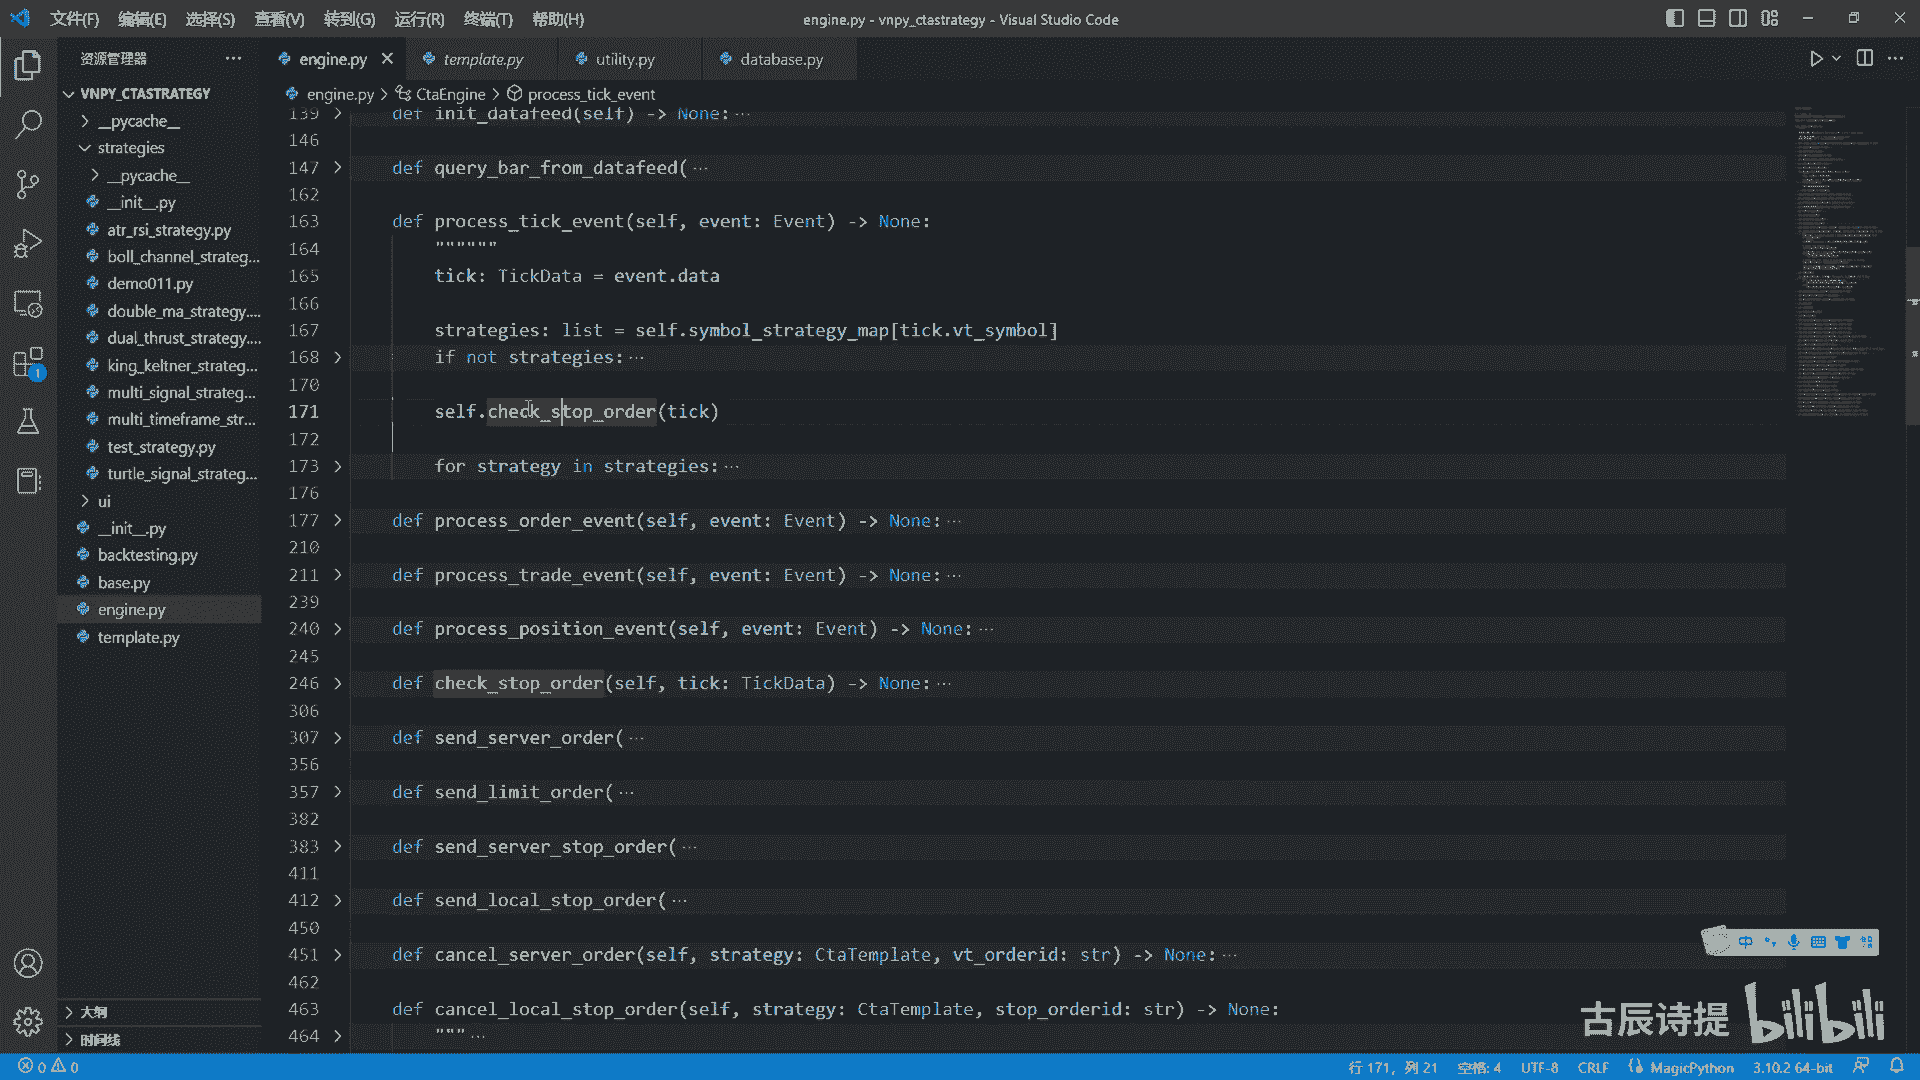 文件(F) 编辑(E) 选择(S) 查看(V) 转到(G) 运行(R) 终端(T) 帮助(H)
engine.py - vnpy_ctastrategy - Visual Studio Code
资源管理器
VNPY_CTASTRATEGY
__pycache__
strategies
__pycache__
__init__.py
atr_rsi_strategy.py
boll_channel_strateg...
demo011.py
double_ma_strategy....
dual_thrust_strategy....
king_keltner_strateg...
multi_signal_strateg...
multi_timeframe_str...
test_strategy.py
turtle_signal_strateg...
ui
__init__.py
backtesting.py
base.py
engine.py
template.py
大纲
时间线
1
engine.py template.py utility.py database.py
engine.py > CtaEngine > process_tick_event
139 def init_datafeed(self) -> None:···
146
147 def query_bar_from_datafeed(···
162
163 def process_tick_event(self, event: Event) -> None:
164 """"""
165 tick: TickData = event.data
166
167 strategies: list = self.symbol_strategy_map[tick.vt_symbol]
168 if not strategies:···
170
171 self.check_stop_order(tick)
172
173 for strategy in strategies:···
176
177 def process_order_event(self, event: Event) -> None:···
210
211 def process_trade_event(self, event: Event) -> None:···
239
240 def process_position_event(self, event: Event) -> None:···
245
246 def check_stop_order(self, tick: TickData) -> None:···
306
307 def send_server_order(···
356
357 def send_limit_order(···
382
383 def send_server_stop_order(···
411
412 def send_local_stop_order(···
450
451 def cancel_server_order(self, strategy: CtaTemplate, vt_orderid: str) -> None:···
462
463 def cancel_local_stop_order(self, strategy: CtaTemplate, stop_orderid: str) -> None:
464 """···
中
古辰诗提 bilibili
0 0
行 171，列 21 空格: 4 UTF-8 CRLF MagicPython 3.10.2 64-bit